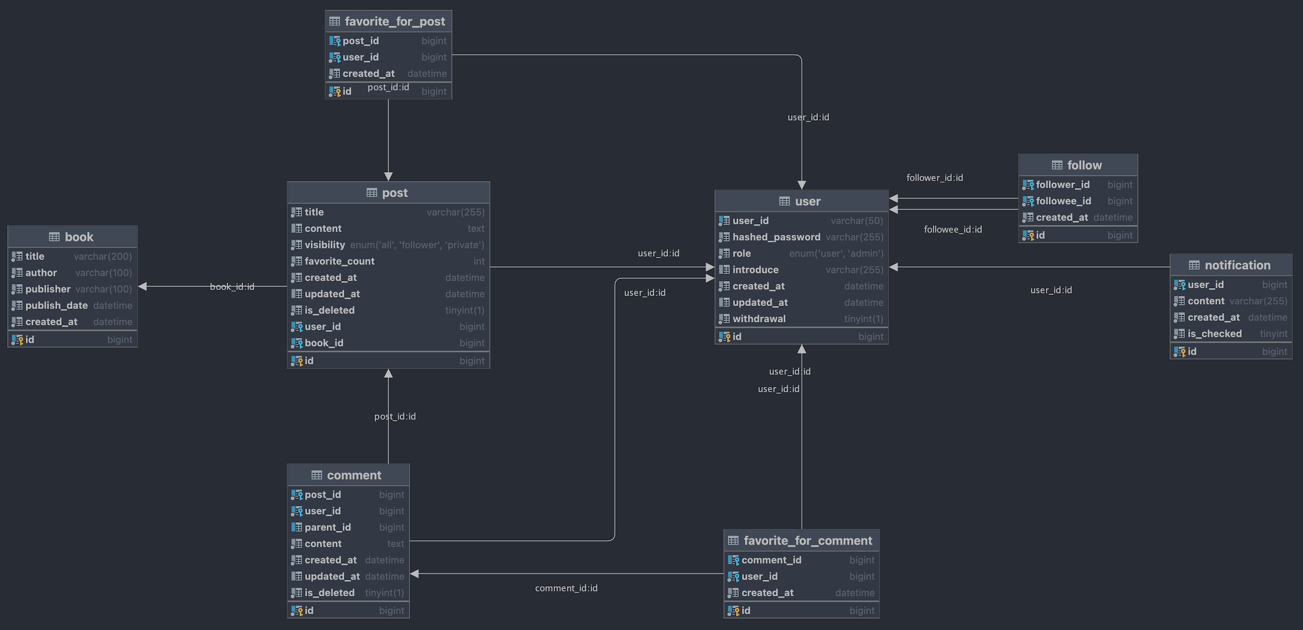 favorite_for_post
post_id bigint
user_id bigint
created_at datetime
id bigint
post_id:id
user_id:id
follow
follower_id bigint
followee_id bigint
created_at datetime
id bigint
follower_id:id
followee_id:id
post
title varchar(255)
content text
visibility enum('all', 'follower', 'private')
favorite_count int
created_at datetime
updated_at datetime
is_deleted tinyint(1)
user_id bigint
book_id bigint
id bigint
user
user_id varchar(50)
hashed_password varchar(255)
role enum('user', 'admin')
introduce varchar(255)
created_at datetime
updated_at datetime
withdrawal tinyint(1)
id bigint
book
title varchar(200)
author varchar(100)
publisher varchar(100)
publish_date datetime
created_at datetime
id bigint
book_id:id
user_id:id
user_id:id
notification
user_id bigint
content varchar(255)
created_at datetime
is_checked tinyint
id bigint
user_id:id
user_id:id
user_id:id
post_id:id
comment
post_id bigint
user_id bigint
parent_id bigint
content text
created_at datetime
updated_at datetime
is_deleted tinyint(1)
id bigint
comment_id:id
favorite_for_comment
comment_id bigint
user_id bigint
created_at datetime
id bigint